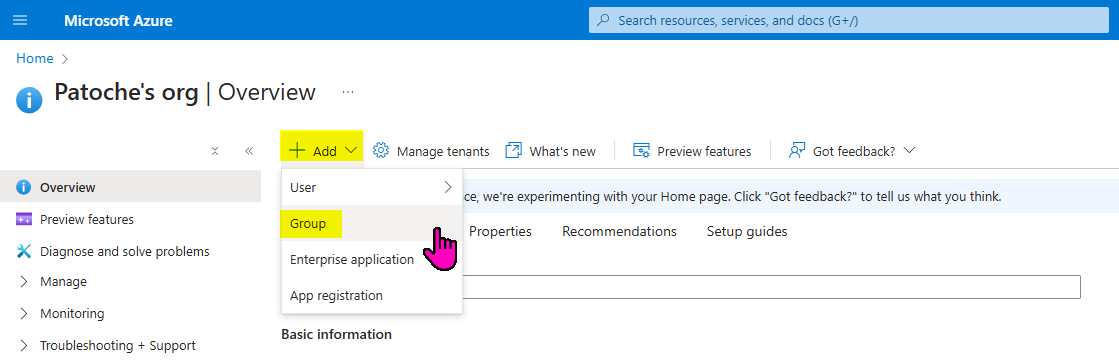 Microsoft Azure
Search resources, services, and docs (G+/)
Home
Patoche's org | Overview ...
Add
Manage tenants
What's new
Preview features
Got feedback?
Overview
Preview features
Diagnose and solve problems
Manage
Monitoring
Troubleshooting + Support
User
Group
Enterprise application
App registration
ce, we're experimenting with your Home page. Click "Got feedback?" to tell us what you think.
Properties
Recommendations
Setup guides
Basic information